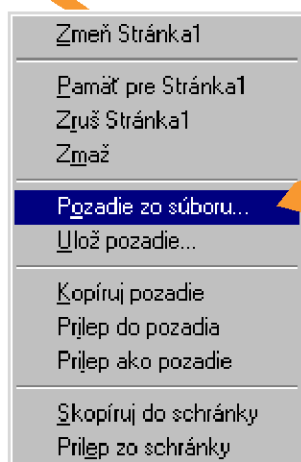 Zmeň Stránka1
Pamäť pre Stránka1
Zruš Stránka1
Zmaž
Pozadie zo súboru...
Ulož pozadie...
Kopíruj pozadie
Prilep do pozadia
Prilep ako pozadie
Skopíruj do schránky
Prilep zo schránky